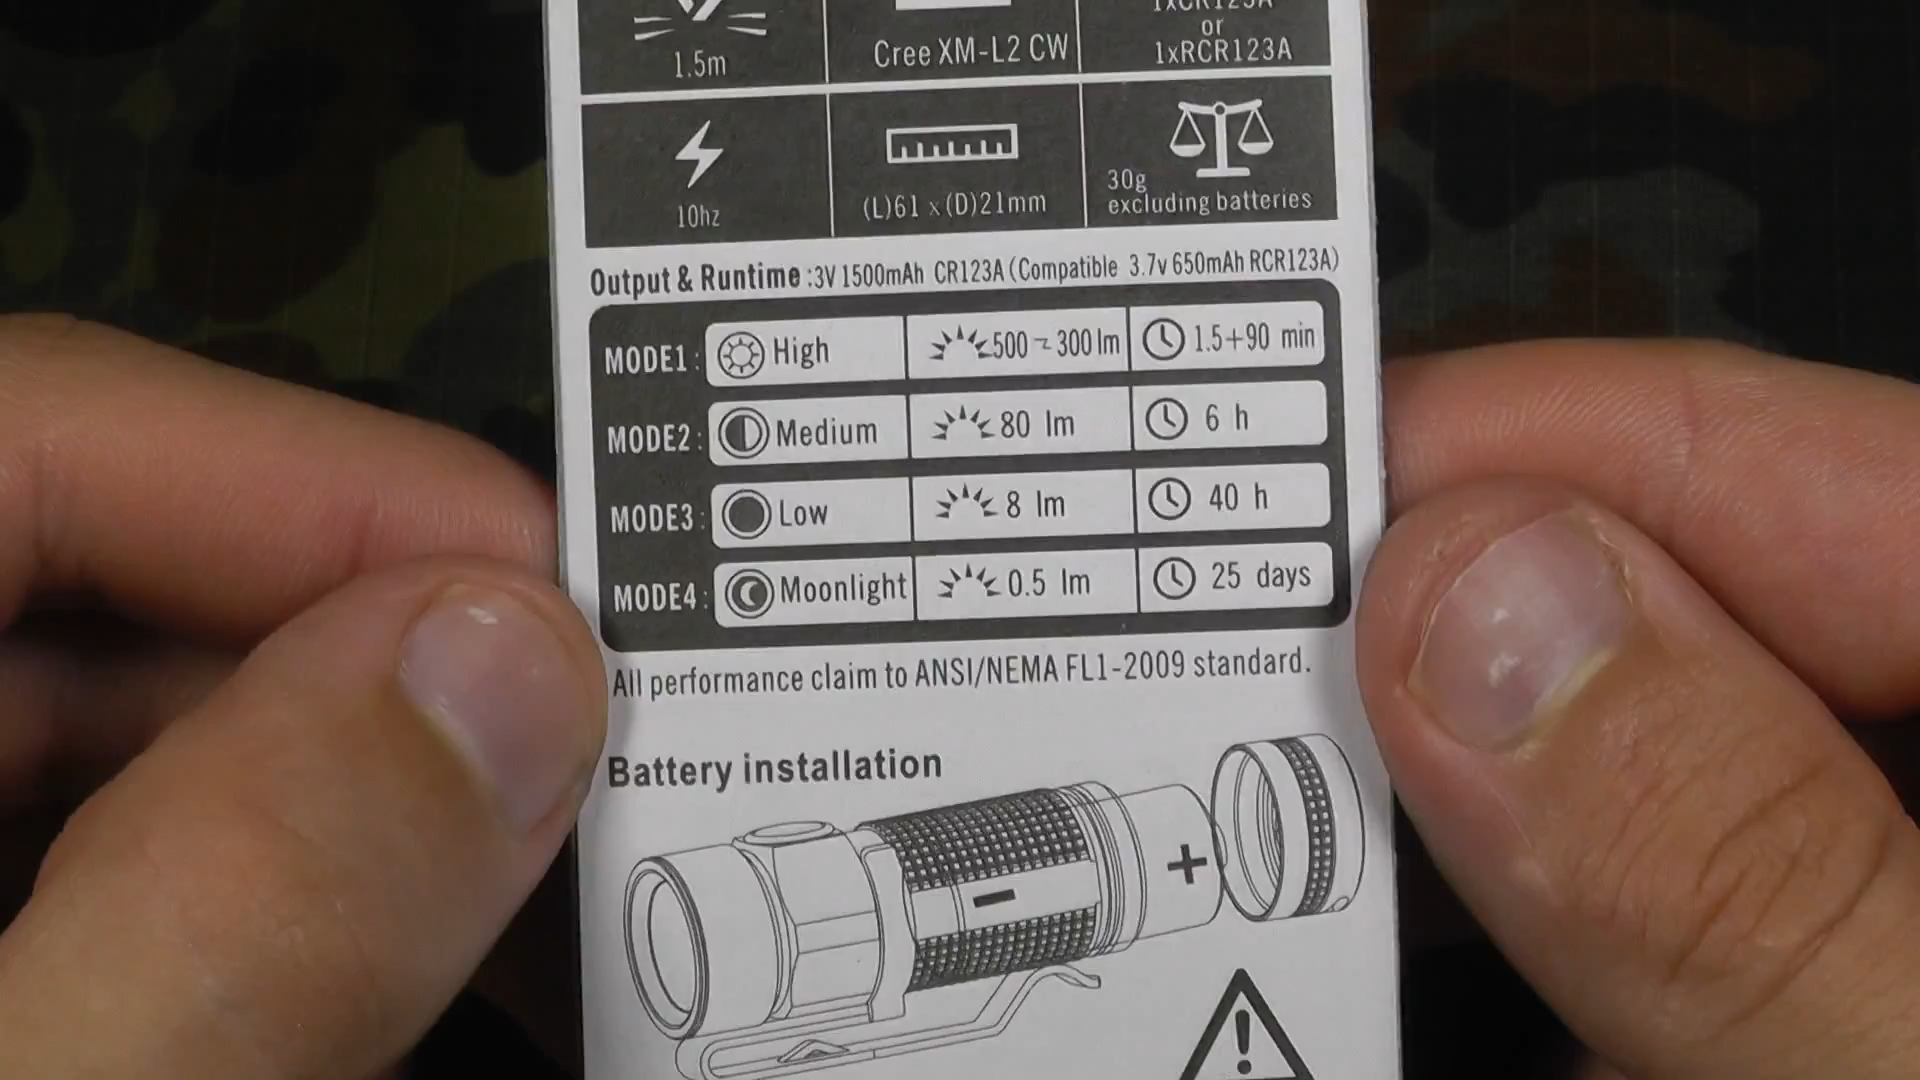 1xCR123A
or
1.5m Cree XM-L2 CW 1xRCR123A
10hz (L)61 x (D)21mm 30g
excluding batteries
Output & Runtime :3V 1500mAh CR123A (Compatible 3.7v 650mAh RCR123A)
MODE1 : High 500 ~ 300 lm 1.5+90 min
MODE2 : Medium 80 lm 6 h
MODE3 : Low 8 lm 40 h
MODE4 : Moonlight 0.5 lm 25 days
All performance claim to ANSI/NEMA FL1-2009 standard.
Battery installation
- +
!